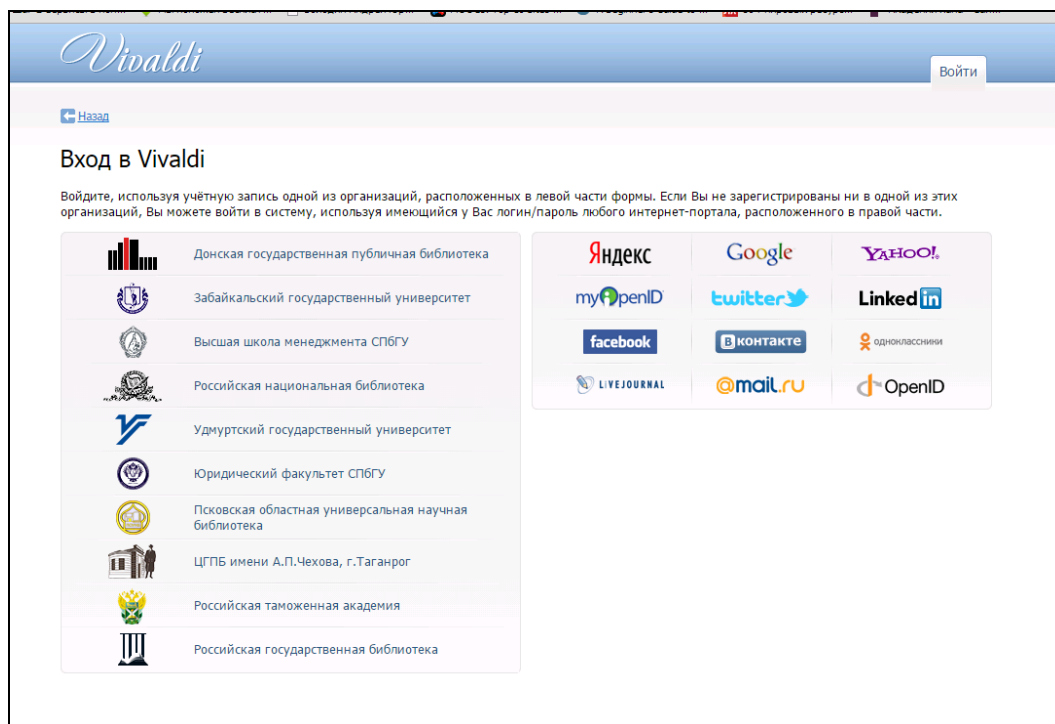 Vivaldi
Войти
Назад
Вход в Vivaldi
Войдите, используя учётную запись одной из организаций, расположенных в левой части формы. Если Вы не зарегистрированы ни в одной из этих
организаций, Вы можете войти в систему, используя имеющийся у Вас логин/пароль любого интернет-портала, расположенного в правой части.
Донская государственная публичная библиотека
Забайкальский государственный университет
Высшая школа менеджмента СПбГУ
Российская национальная библиотека
Удмуртский государственный университет
Юридический факультет СПбГУ
Псковская областная универсальная научная
библиотека
ЦГПБ имени А.П.Чехова, г.Таганрог
Российская таможенная академия
Российская государственная библиотека
Яндекс Google YAHOO!
myOpenID twitter Linked in
facebook В контакте одноклассники
LIVEJOURNAL @mail.ru OpenID